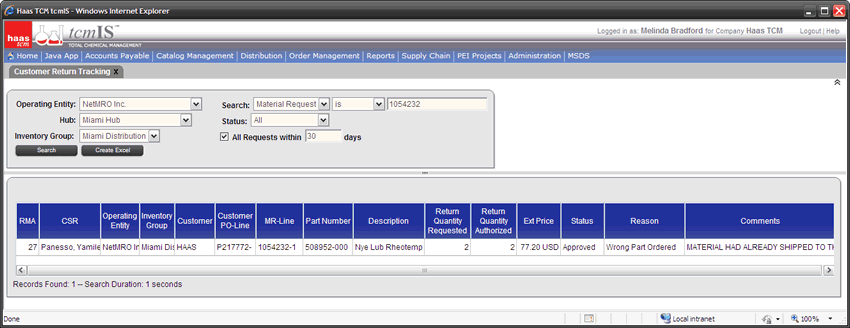 Haas TCM tcmIS - Windows Internet Explorer
haas tcm
tcmIS™
TOTAL CHEMICAL MANAGEMENT
Logged in as: Melinda Bradford for Company Haas TCM Logout | Help
Home | Java App | Accounts Payable | Catalog Management | Distribution | Order Management | Reports | Supply Chain | PEI Projects | Administration | MSDS
Customer Return Tracking X
Operating Entity: NetMRO Inc. Search: Material Request is 1054232
Hub: Miami Hub Status: All
Inventory Group: Miami Distribution All Requests within 30 days
Search Create Excel
RMA CSR Operating Entity Inventory Group Customer Customer PO-Line MR-Line Part Number Description Return Quantity Requested Return Quantity Authorized Ext Price Status Reason Comments
27 Panesso, Yamile NetMRO In Miami Dis HAAS P217772- 1054232-1 508952-000 Nye Lub Rheotemp 2 2 77.20 USD Approved Wrong Part Ordered MATERIAL HAD ALREADY SHIPPED TO TH
Records Found: 1 -- Search Duration: 1 seconds
Done Local intranet 100%